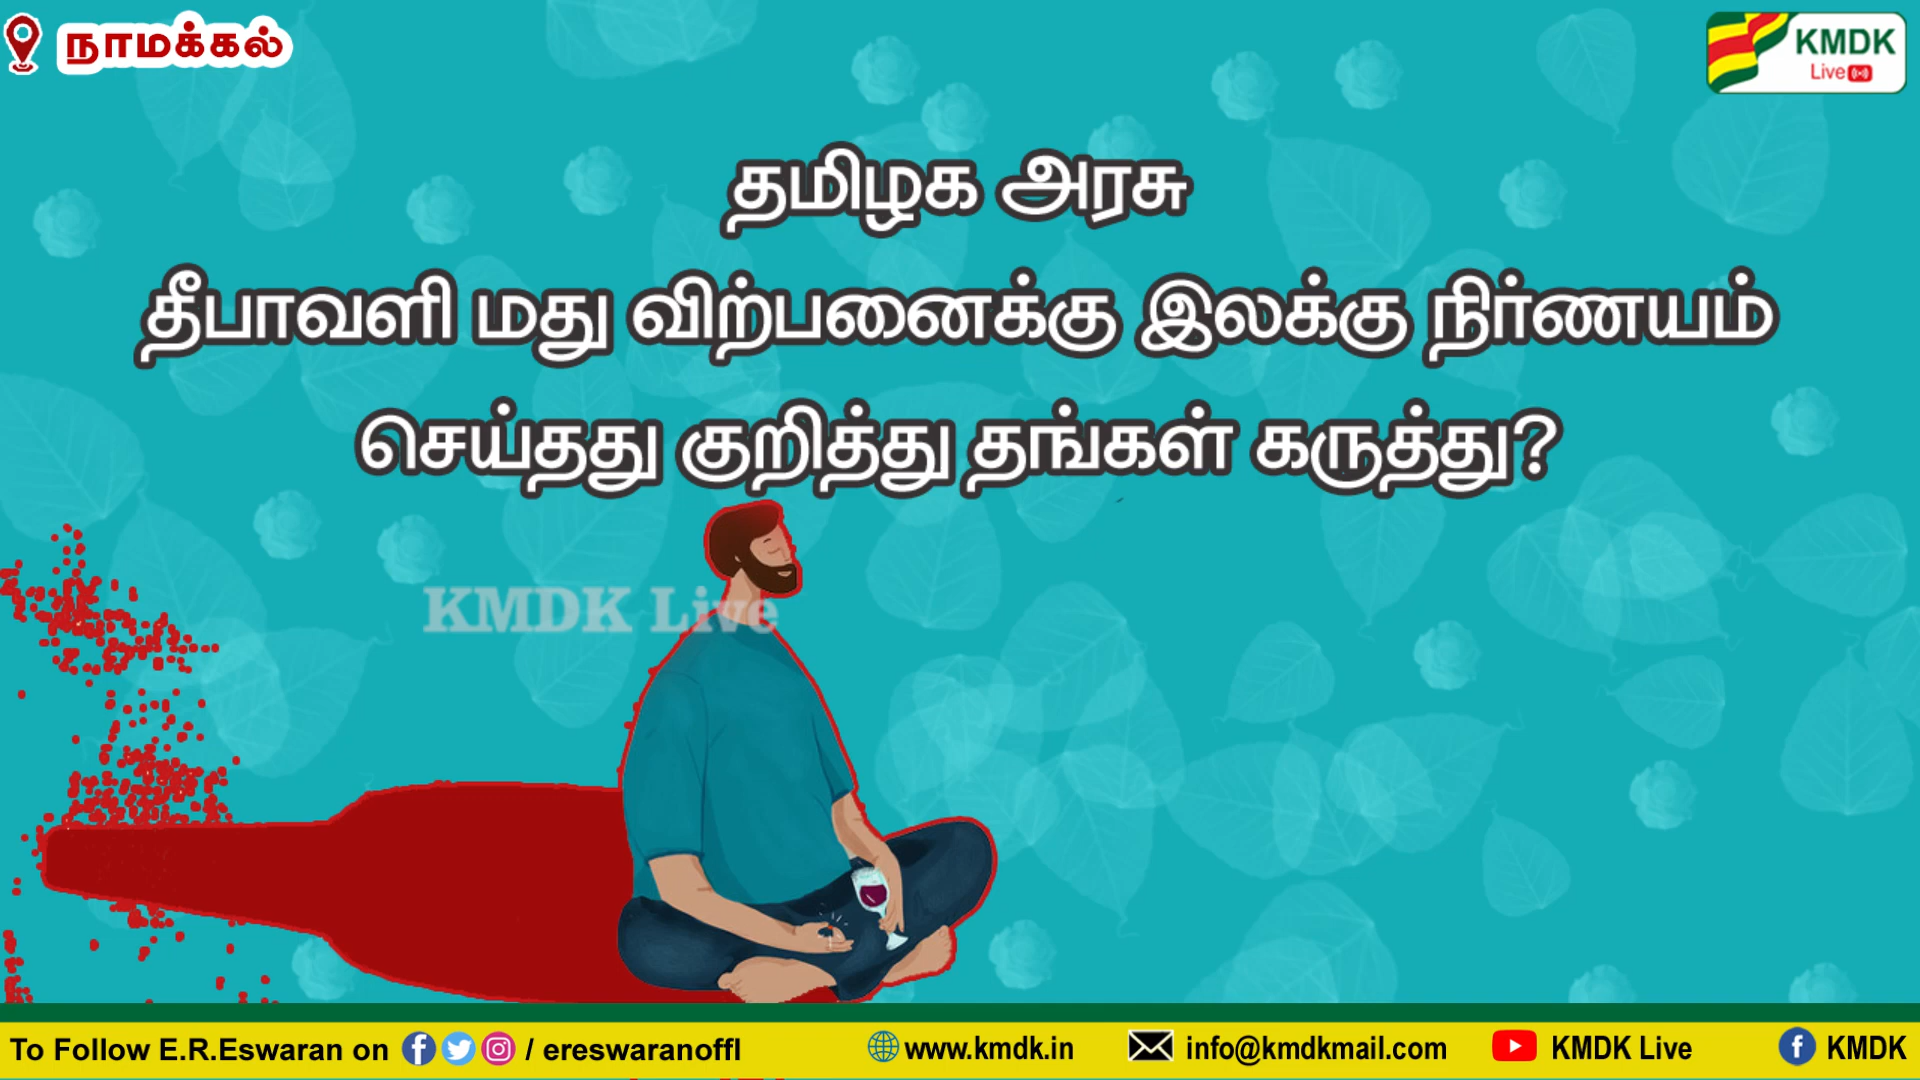 நாமக்கல்
KMDK
Live
தமிழக அரசு
தீபாவளி மது விற்பனைக்கு இலக்கு நிர்ணயம்
செய்தது குறித்து தங்கள் கருத்து?
KMDK Live
To Follow E.R.Eswaran on / ereswaranoffl www.kmdk.in info@kmdkmail.com KMDK Live KMDK